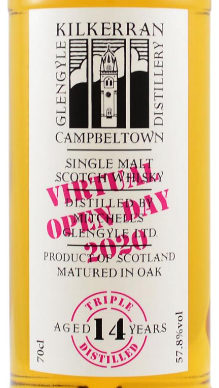 KILKERRAN
GLENGYLE
DISTILLERY
CAMPBELTOWN
SINGLE MALT
SCOTCH WHISKY
VIRTUAL
DISTILLED BY
OPEN DAY
MITCHELL'S
GLENGYLE LTD
2020
PRODUCT OF SCOTLAND
MATURED IN OAK
TRIPLE
AGED 14 YEARS
DISTILLED
70cl
57.8%vol